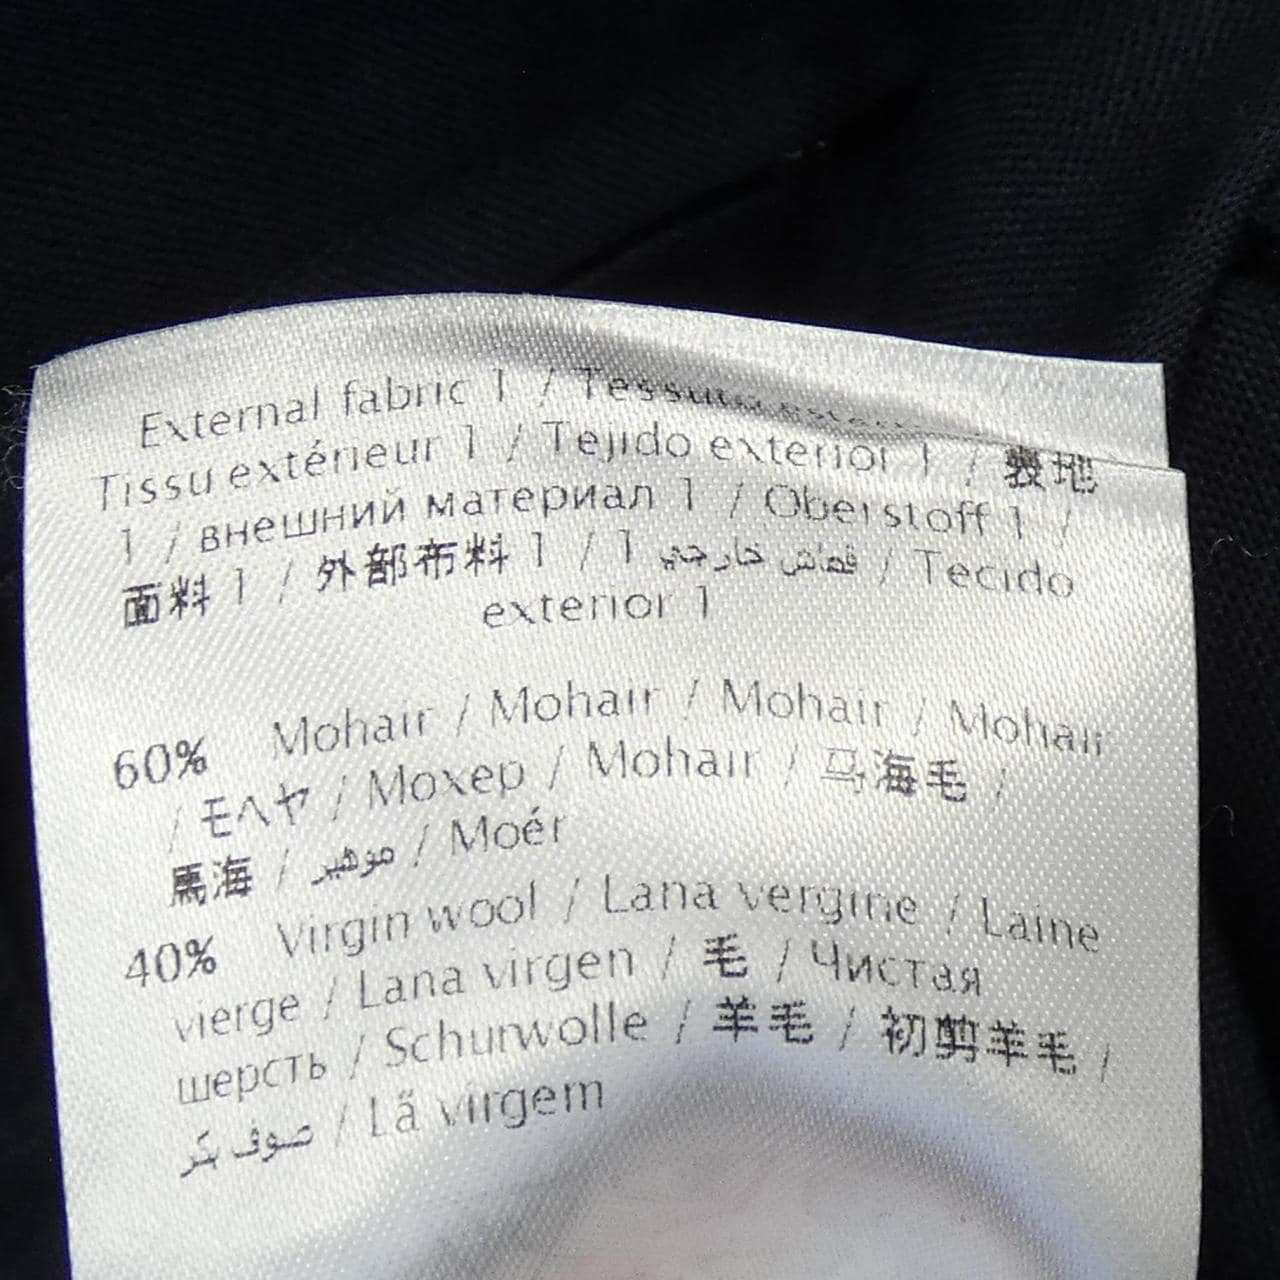 External fabric 1 / Tessuto
Tissu extérieur 1 / Tejido exterior 1 / 表地
1 / внешний материал 1 / Oberstoff 1 /
面料 1 / 外部布料 1 / 1 قماش خارجي / Tecido
exterior 1
60% Mohair / Mohair / Mohair / Mohair
/ モヘヤ / Мохер / Mohair / 马海毛 /
馬海 / موهير / Moér
40% Virgin wool / Lana vergine / Laine
vierge / Lana virgen / 毛 / Чистая
шерсть / Schurwolle / 羊毛 / 初剪羊毛 /
صوف بكر / Lã virgem